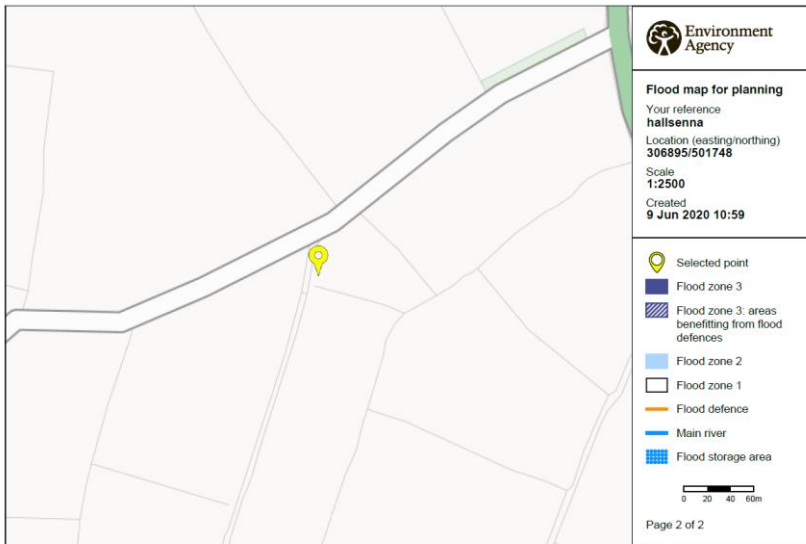 Environment
Agency
Flood map for planning
Your reference
hallsenna
Location (easting/northing)
306895/501748
Scale
1:2500
Created
9 Jun 2020 10:59
Selected point
Flood zone 3
Flood zone 3: areas
benefitting from flood
defences
Flood zone 2
Flood zone 1
Flood defence
Main river
Flood storage area
0 20 40 60m
Page 2 of 2